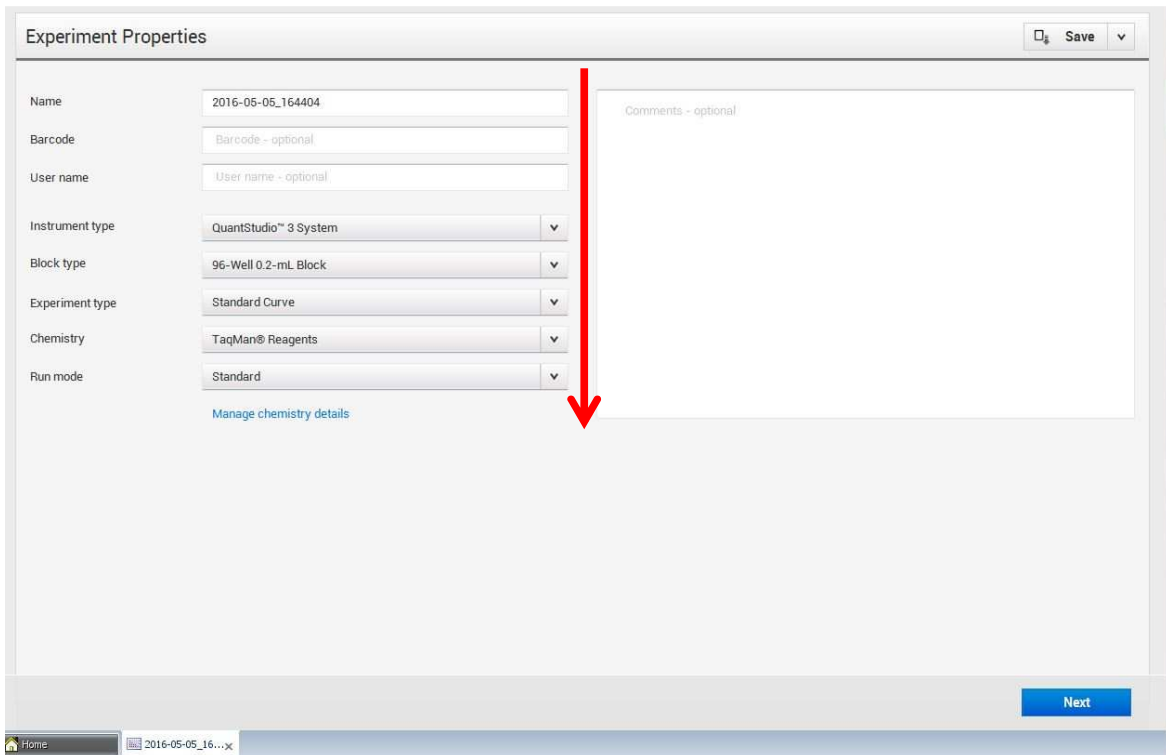 Experiment Properties
Save
Name
2016-05-05_164404
Comments - optional
Barcode
Barcode - optional
User name
User name - optional
Instrument type
QuantStudio™ 3 System
Block type
96-Well 0.2-mL Block
Experiment type
Standard Curve
Chemistry
TaqMan® Reagents
Run mode
Standard
Manage chemistry details
Next
Home
2016-05-05_16...x